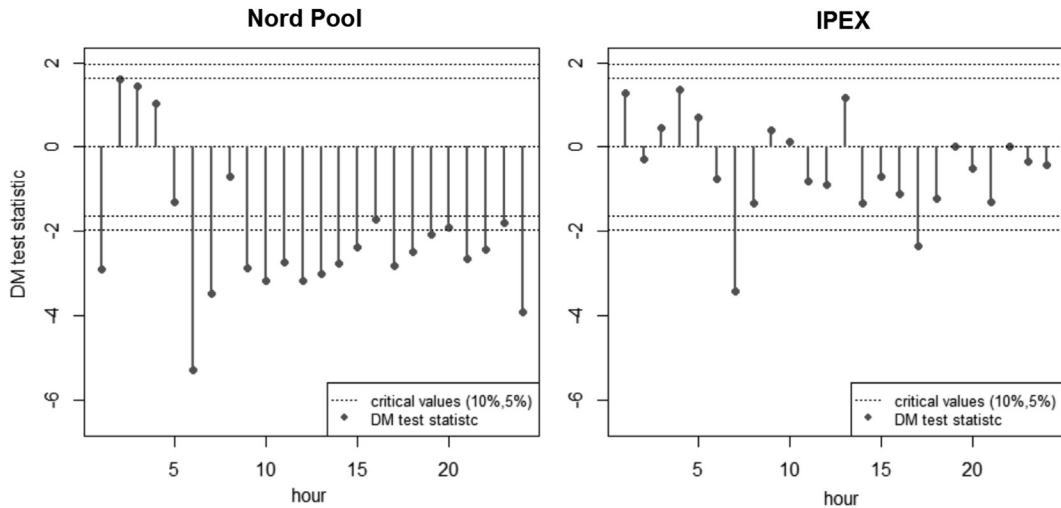 Nord Pool
DM test statistic
2
0
-2
-4
-6
critical values (10%,5%)
DM test statistc
5 10 15 20
hour
IPEX
2
0
-2
-4
-6
critical values (10%,5%)
DM test statistc
5 10 15 20
hour